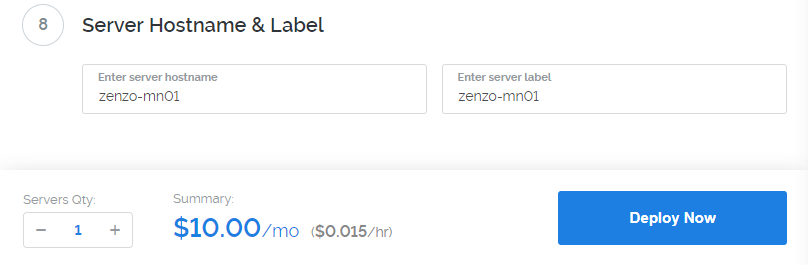 8 Server Hostname & Label
Enter server hostname Enter server label
zenzo-mn01 zenzo-mn01
Servers Qty: Summary:
− 1 + $10.00/mo ($0.015/hr) Deploy Now